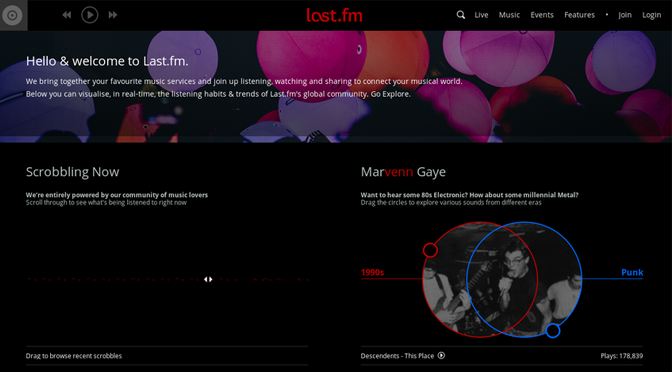 last.fm
Live Music Events Features • Join Login
Hello & welcome to Last.fm.
We bring together your favourite music services and join up listening, watching and sharing to connect your musical world.
Below you can visualise, in real-time, the listening habits & trends of Last.fm's global community. Go Explore.
Scrobbling Now
We're entirely powered by our community of music lovers
Scroll through to see what's being listened to right now
Drag to browse recent scrobbles
Marvenn Gaye
Want to hear some 80s Electronic? How about some millennial Metal?
Drag the circles to explore various sounds from different eras
1990s
Punk
Descendents - This Place
Plays: 178,839